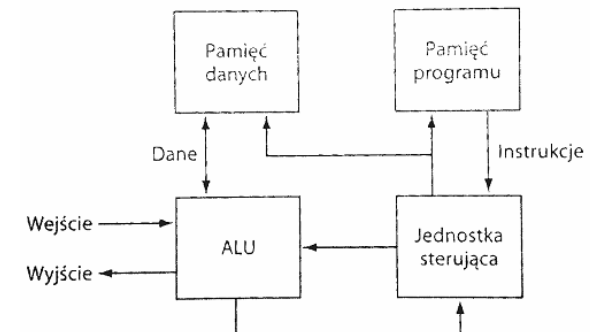 Pamięć
danych
Pamięć
programu
Dane
Instrukcje
Wejście
ALU
Jednostka
sterująca
Wyjście